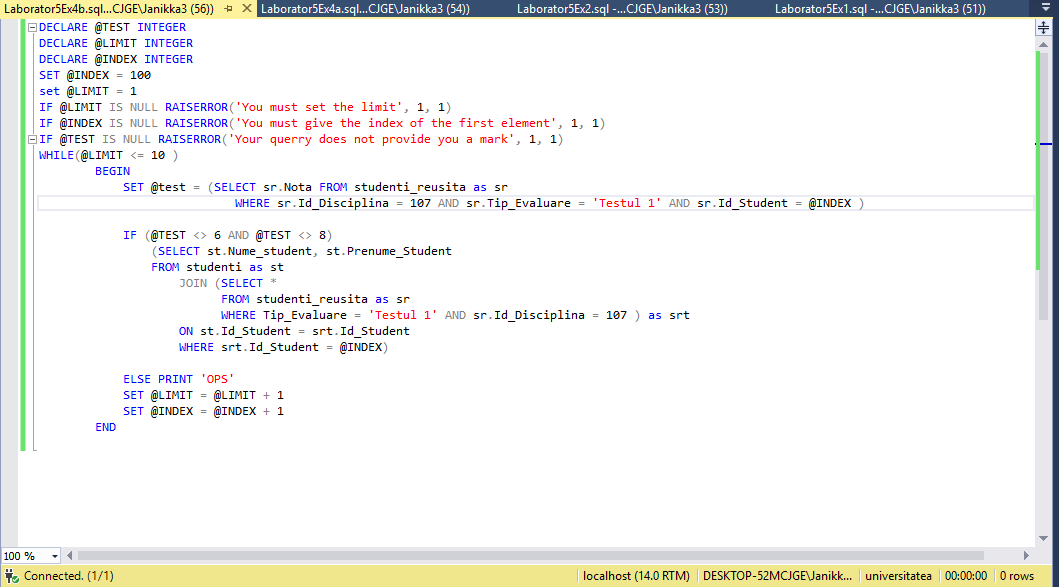 Laborator5Ex4b.sql...CJGE\Janikka3 (56)) Laborator5Ex4a.sql...CJGE\Janikka3 (54)) Laborator5Ex2.sql -...CJGE\Janikka3 (53)) Laborator5Ex1.sql -...CJGE\Janikka3 (51))
DECLARE @TEST INTEGER
DECLARE @LIMIT INTEGER
DECLARE @INDEX INTEGER
SET @INDEX = 100
set @LIMIT = 1
IF @LIMIT IS NULL RAISERROR('You must set the limit', 1, 1)
IF @INDEX IS NULL RAISERROR('You must give the index of the first element', 1, 1)
IF @TEST IS NULL RAISERROR('Your querry does not provide you a mark', 1, 1)
WHILE(@LIMIT <= 10 )
BEGIN
SET @test = (SELECT sr.Nota FROM studenti_reusita as sr
WHERE sr.Id_Disciplina = 107 AND sr.Tip_Evaluare = 'Testul 1' AND sr.Id_Student = @INDEX )
IF (@TEST <> 6 AND @TEST <> 8)
(SELECT st.Nume_student, st.Prenume_Student
FROM studenti as st
JOIN (SELECT *
FROM studenti_reusita as sr
WHERE Tip_Evaluare = 'Testul 1' AND sr.Id_Disciplina = 107 ) as srt
ON st.Id_Student = srt.Id_Student
WHERE srt.Id_Student = @INDEX)
ELSE PRINT 'OPS'
SET @LIMIT = @LIMIT + 1
SET @INDEX = @INDEX + 1
END
100 %
Connected. (1/1) localhost (14.0 RTM) DESKTOP-52MCJGE\Janikk... universitatea 00:00:00 0 rows